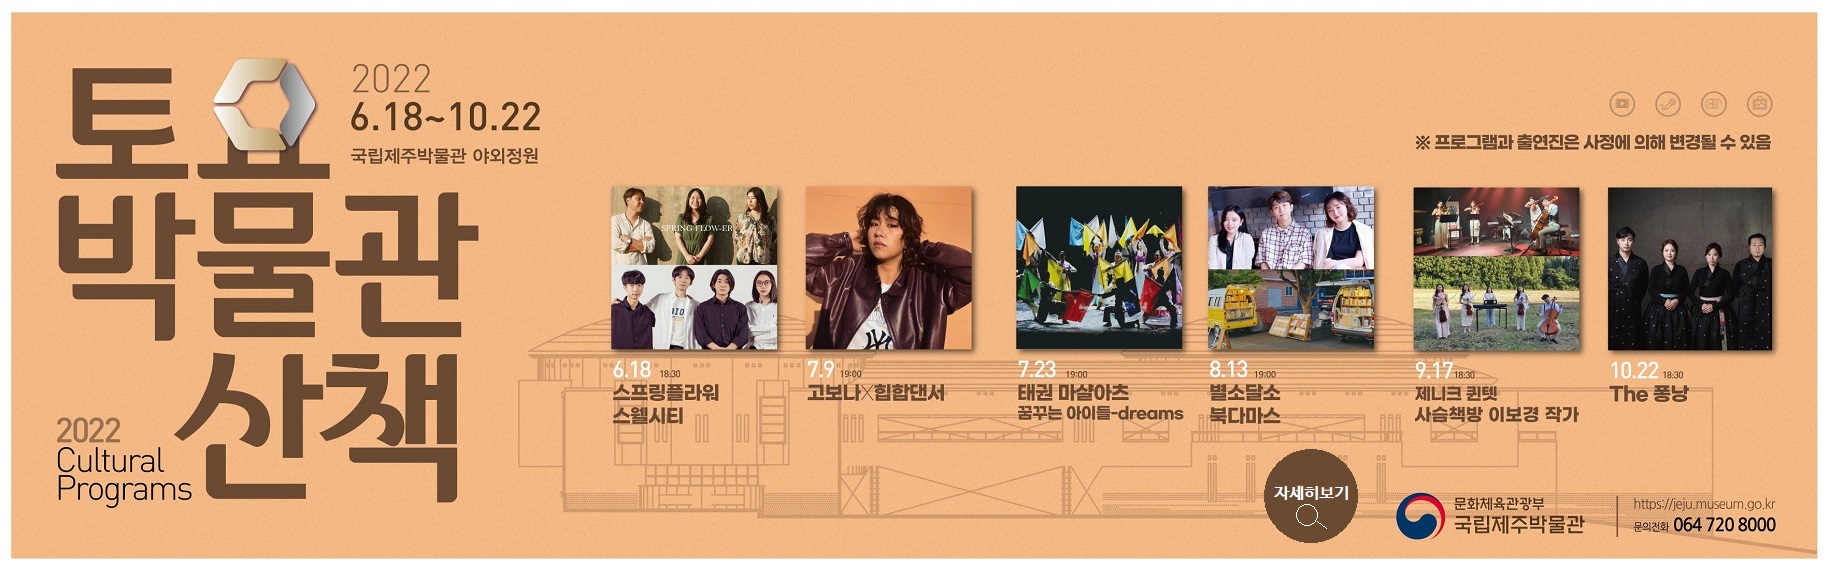 토요
박물관
산책
2022
Cultural
Programs
2022
6.18~10.22
국립제주박물관 야외정원
※ 프로그램과 출연진은 사정에 의해 변경될 수 있음
SPRING FLOW-ER
6.18 18:30
스프링플라워
스웰시티
7.9 19:00
고보나×힙합댄서
7.23 19:00
태권 마샬아츠
꿈꾸는 아이들-dreams
8.13 19:00
별소달소
북다마스
9.17 18:30
제니크 퀸텟
사슴책방 이보경 작가
10.22 18:30
The 퐁낭
자세히보기
문화체육관광부
국립제주박물관
https://jeju.museum.go.kr
문의전화 064 720 8000